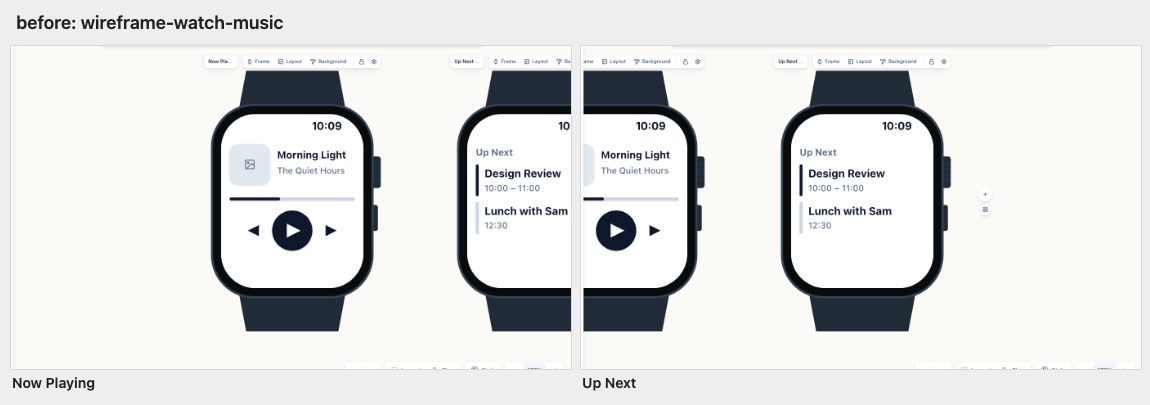 before: wireframe-watch-music
Now Pla...
Frame
Layout
Background
Up Next ...
Frame
Layout
10:09
Morning Light
The Quiet Hours
10
Up Next
Design Review
10:00 – 11:00
Lunch with Sam
12:30
Now Playing
Layout
Background
Up Next ...
Frame
Layout
Background
10:09
Morning Light
The Quiet Hours
10:09
Up Next
Design Review
10:00 – 11:00
Lunch with Sam
12:30
+
Up Next